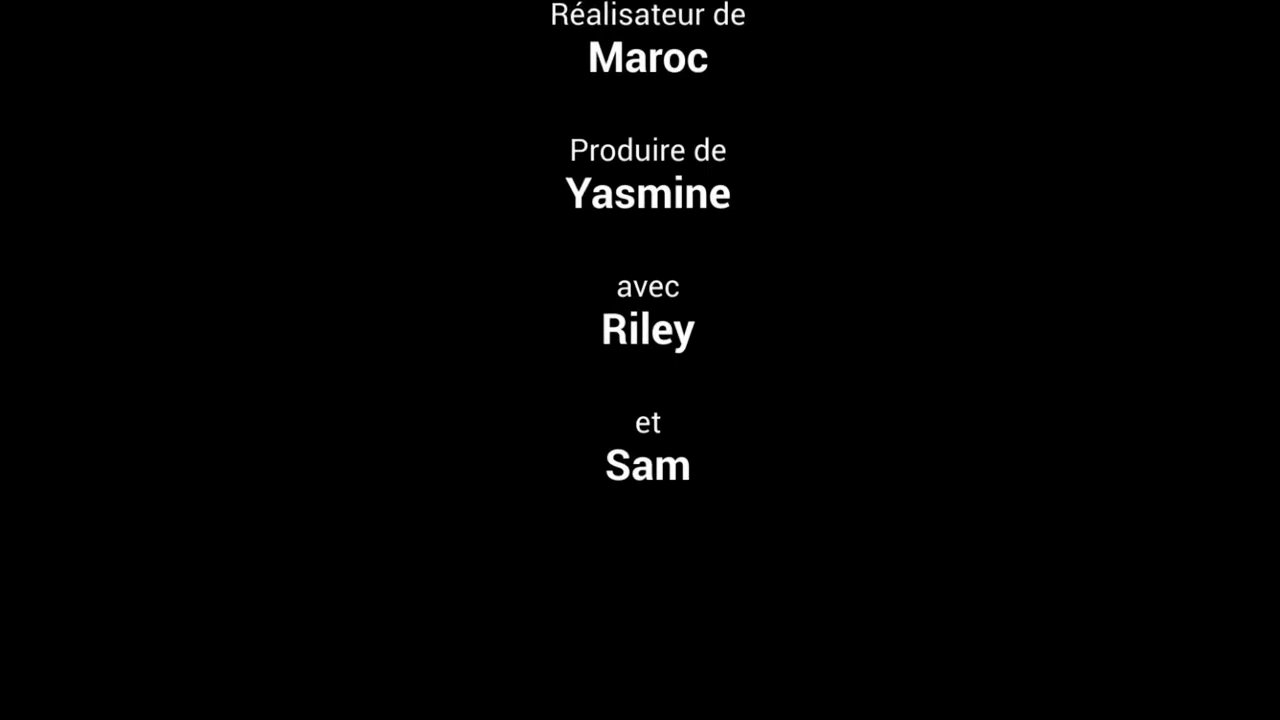 Réalisateur de
Maroc
Produire de
Yasmine
avec
Riley
et
Sam